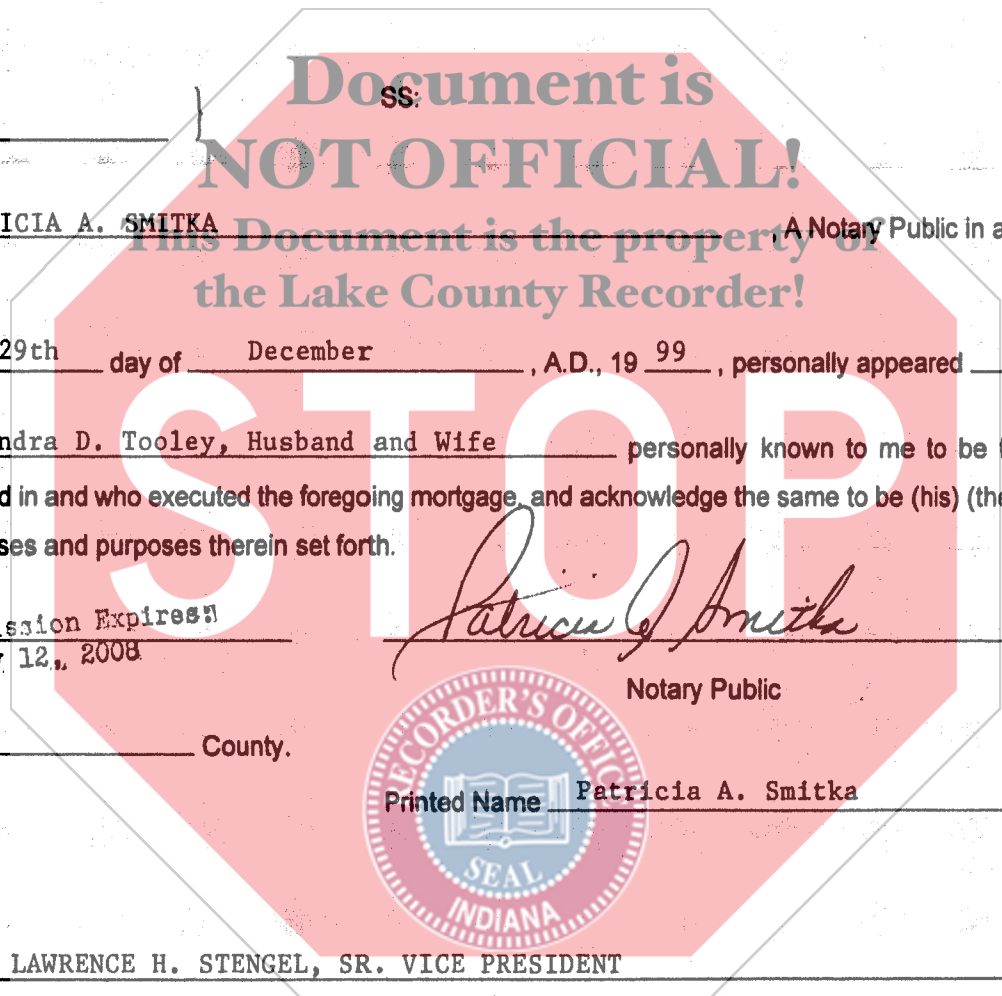 Document is
SS:
NOT OFFICIAL!
ICIA A. SMITKA , A Notary Public in a
This Document is the property of
the Lake County Recorder!
29th day of December , A.D., 19 99 , personally appeared
ndra D. Tooley, Husband and Wife personally known to me to be
d in and who executed the foregoing mortgage, and acknowledge the same to be (his) (the
ses and purposes therein set forth.
STOP
ssion Expires:
12, 2008
Patricia A Smitka
Notary Public
County.
RECORDER'S OFFICE
Printed Name Patricia A. Smitka
SEAL
INDIANA
LAWRENCE H. STENGEL, SR. VICE PRESIDENT